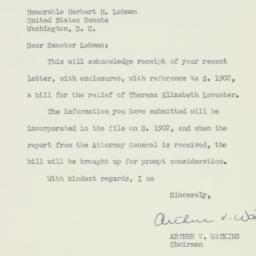 Honorable Herbert H. Lehman
United States Senate
Washington, D. C.
Dear Senator Lehman:
This will acknowledge receipt of your recent
letter, with enclosures, with reference to S. 1902,
a bill for the relief of Theresa Elizabeth Leventer.
The information you have submitted will be
incorporated in the file on S. 1902, and when the
report from the Attorney General is received, the
bill will be brought up for prompt consideration.
With kindest regards, I am
Sincerely,
Arthur V. Wat
ARTHUR V. WATKINS
Chairman